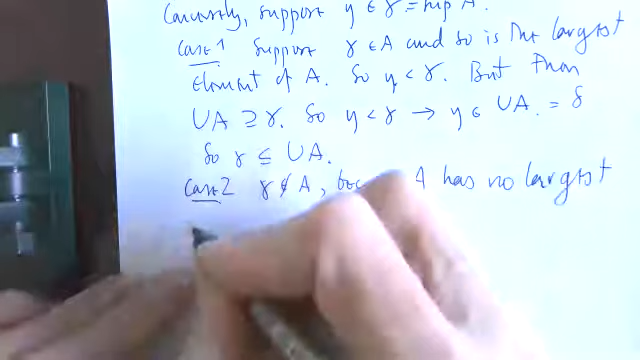 Conversely, suppose η ∈ γ = sup A.
Case 1 Suppose γ ∈ A and so is the largest
element of A. So η < γ. But then
∪A ≥ γ. So η < γ → η ∈ ∪A. = δ
So γ ⊆ ∪A.
Case 2 γ ∉ A, A has no largest